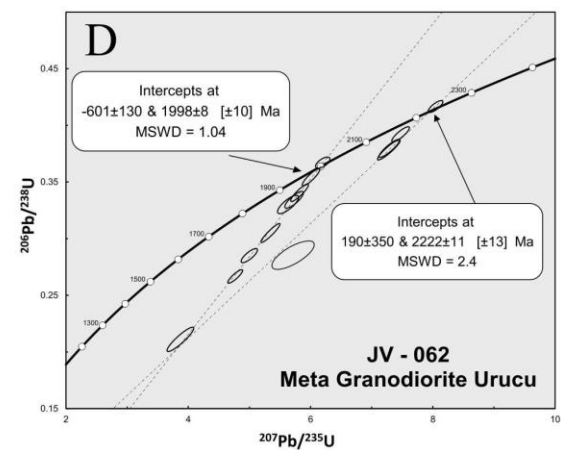 D
0.45
0.35
0.25
0.15
²⁰⁶Pb/²³⁸U
Intercepts at
-601±130 & 1998±8 [±10] Ma
MSWD = 1.04
2300
2100
1900
1700
1500
1300
Intercepts at
190±350 & 2222±11 [±13] Ma
MSWD = 2.4
JV - 062
Meta Granodiorite Urucu
2 4 6 8 10
²⁰⁷Pb/²³⁵U